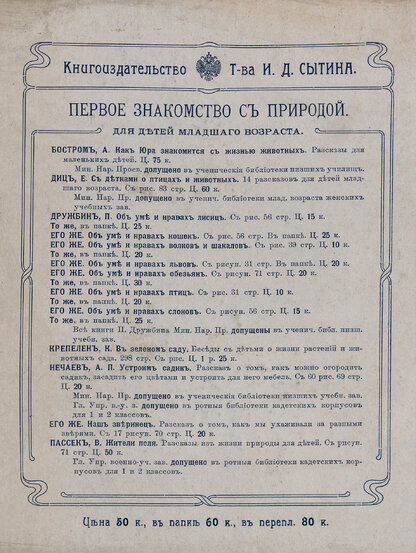 Книгоиздательство Т-ва И. Д. СЫТИНА.
ПЕРВОЕ ЗНАКОМСТВО СЪ ПРИРОДОЙ.
ДЛЯ ДѢТЕЙ МЛАДШАГО ВОЗРАСТА.
БОСТРОМЪ, А. Какъ Юра знакомится съ жизнью животныхъ. Разсказы для
маленькихъ дѣтей. Ц. 75 к.
Мин. Нар. Просв. допущено въ ученическія библіотеки низшихъ училищъ.
ДИЦЪ, Е. Съ дѣтками о птицахъ и животныхъ. 14 разсказовъ для дѣтей млад-
шаго возраста. Съ рис. 83 стр. Ц. 60 к.
Мин. Нар. Пр. допущено въ ученич. библіотеки млад. возраста женскихъ
учебныхъ зав.
ДРУЖБИНЪ, П. Объ умѣ и нравахъ лисицъ. Съ рис. 56 стр. Ц. 15 к.
То же, въ папкѣ. Ц. 25 к.
ЕГО ЖЕ. Объ умѣ и нравахъ кошекъ. Съ рис. 56 стр. Въ папкѣ. Ц. 25 к.
ЕГО ЖЕ. Объ умѣ и нравахъ волковъ и шакаловъ. Съ рис. 39 стр. Ц. 10 к.
То же, въ папкѣ. Ц. 20 к.
ЕГО ЖЕ. Объ умѣ и нравахъ львовъ. Съ рисун. 31 стр. Въ папкѣ. Ц. 20 к.
ЕГО ЖЕ. Объ умѣ и нравахъ обезьянъ. Съ рисун. 71 стр. Ц. 20 к.
То же, въ папкѣ. Ц. 30 к.
ЕГО ЖЕ. Объ умѣ и нравахъ птицъ. Съ рис. 31 стр. Ц. 10 к.
То же, въ папкѣ. Ц. 20 к.
ЕГО ЖЕ. Объ умѣ и нравахъ слоновъ. Съ рисун. 56 стр. Ц. 15 к.
То же, въ папкѣ. Ц. 25 к.
Всѣ книги П. Дружбина Мин. Нар. Пр. допущены въ ученич. библ. низш.
учебн. зав.
КРЕПЕЛЕНЪ, К. Въ зеленомъ саду. Бесѣды съ дѣтьми о жизни растеній и жи-
вотныхъ сада. 298 стр. Съ рис. Ц. 1 р. 25 к.
НЕЧАЕВЪ, А. П. Устроимъ садикъ. Разсказъ о томъ, какъ можно огородить
садикъ, засадить его цвѣтами и устроить для него мебель. Съ 60 рис. 69 стр.
Ц. 20 к.
Мин. Нар. Пр. допущено въ ученическія библіотеки низшихъ учебн. зав.
Гл. Упр. в.-у. з. допущено въ ротныя библіотеки кадетскихъ корпусовъ
для 1 и 2 классовъ.
ЕГО ЖЕ. Нашъ звѣринецъ. Разсказъ о томъ, какъ мы ухаживали за разными
звѣрями. Съ 17 рисун. 70 стр. Ц. 20 к.
ПАССЕКЪ, В. Жители поля. Разсказы изъ жизни природы для дѣтей. Съ рисун.
71 стр. Ц. 50 к.
Гл. Упр. военно-уч. зав. допущено въ ротныя библіотеки кадетскихъ кор-
пусовъ для 1 и 2 классовъ.
Цѣна 50 к., въ папкѣ 60 к., въ перепл. 80 к.